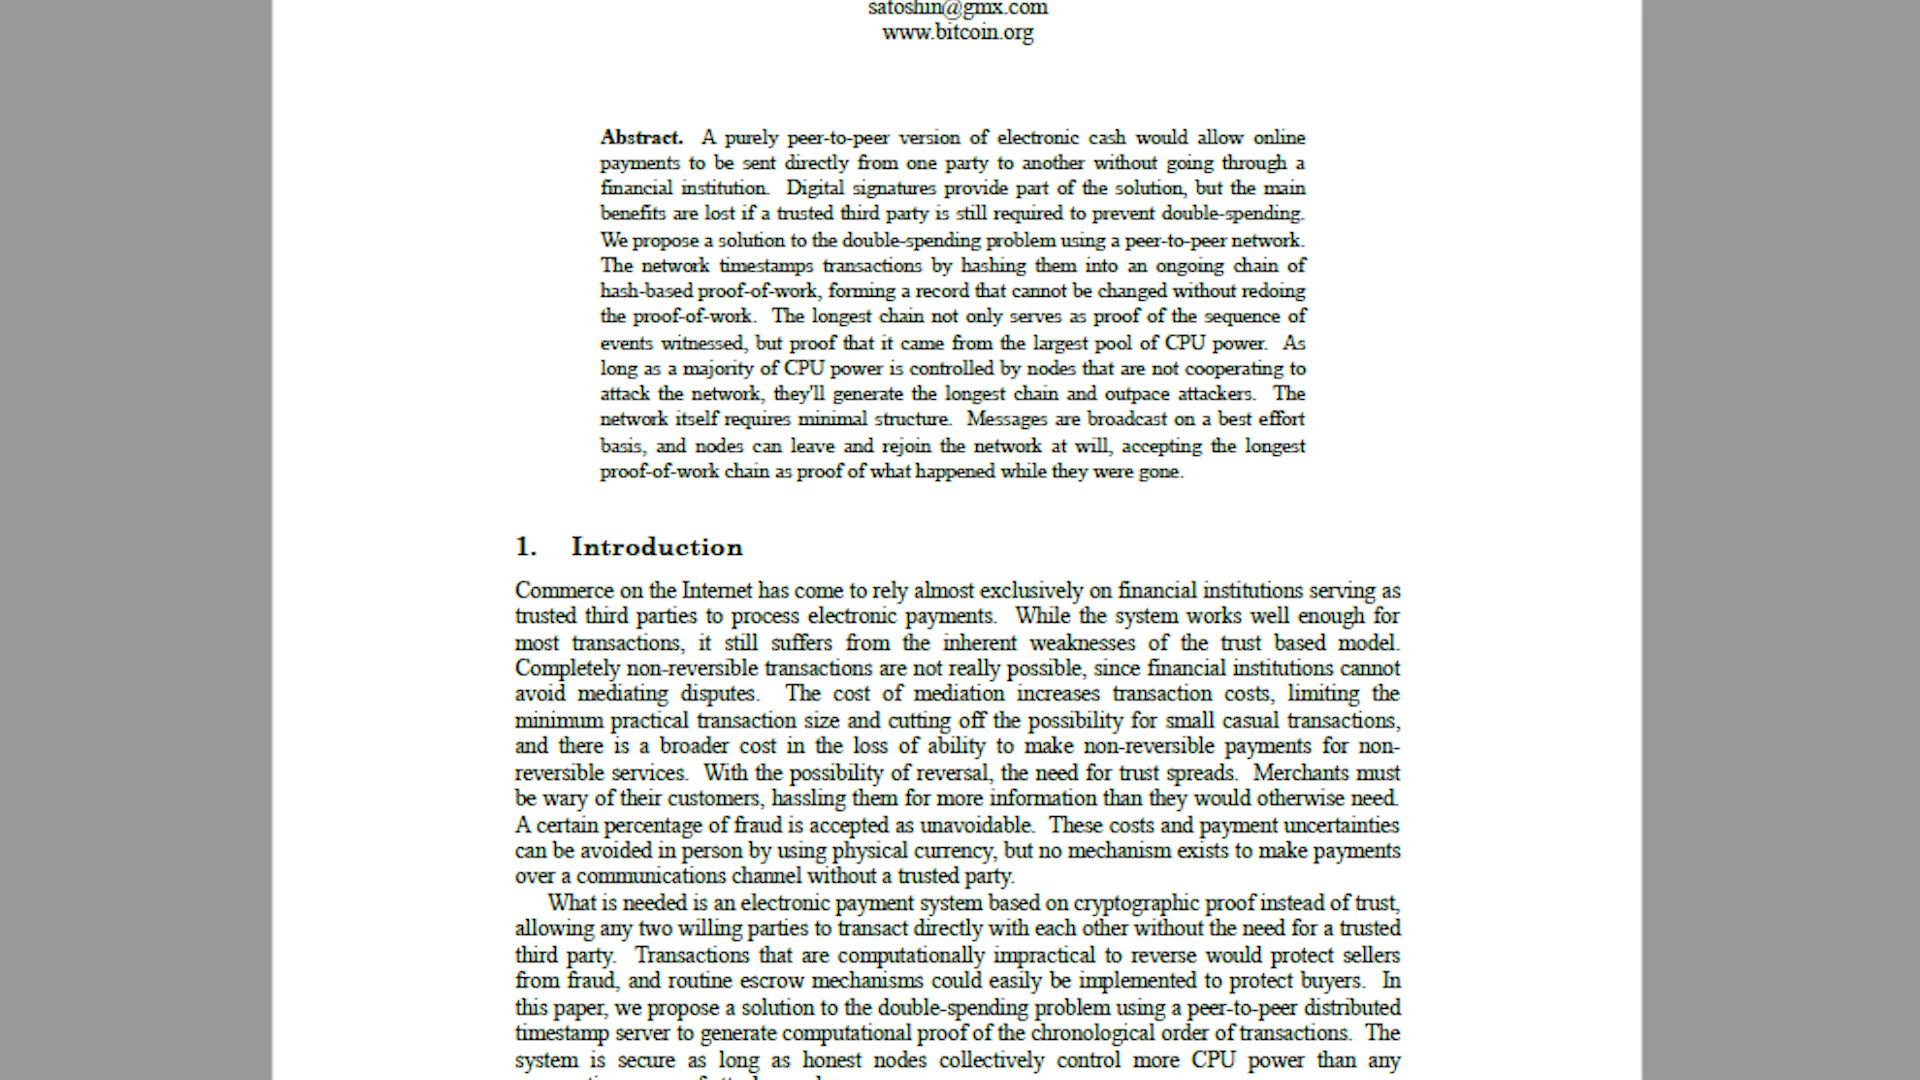 satoshin@gmx.com
www.bitcoin.org
Abstract. A purely peer-to-peer version of electronic cash would allow online
payments to be sent directly from one party to another without going through a
financial institution. Digital signatures provide part of the solution, but the main
benefits are lost if a trusted third party is still required to prevent double-spending.
We propose a solution to the double-spending problem using a peer-to-peer network.
The network timestamps transactions by hashing them into an ongoing chain of
hash-based proof-of-work, forming a record that cannot be changed without redoing
the proof-of-work. The longest chain not only serves as proof of the sequence of
events witnessed, but proof that it came from the largest pool of CPU power. As
long as a majority of CPU power is controlled by nodes that are not cooperating to
attack the network, they'll generate the longest chain and outpace attackers. The
network itself requires minimal structure. Messages are broadcast on a best effort
basis, and nodes can leave and rejoin the network at will, accepting the longest
proof-of-work chain as proof of what happened while they were gone.
1. Introduction
Commerce on the Internet has come to rely almost exclusively on financial institutions serving as
trusted third parties to process electronic payments. While the system works well enough for
most transactions, it still suffers from the inherent weaknesses of the trust based model.
Completely non-reversible transactions are not really possible, since financial institutions cannot
avoid mediating disputes. The cost of mediation increases transaction costs, limiting the
minimum practical transaction size and cutting off the possibility for small casual transactions,
and there is a broader cost in the loss of ability to make non-reversible payments for non-
reversible services. With the possibility of reversal, the need for trust spreads. Merchants must
be wary of their customers, hassling them for more information than they would otherwise need.
A certain percentage of fraud is accepted as unavoidable. These costs and payment uncertainties
can be avoided in person by using physical currency, but no mechanism exists to make payments
over a communications channel without a trusted party.
What is needed is an electronic payment system based on cryptographic proof instead of trust,
allowing any two willing parties to transact directly with each other without the need for a trusted
third party. Transactions that are computationally impractical to reverse would protect sellers
from fraud, and routine escrow mechanisms could easily be implemented to protect buyers. In
this paper, we propose a solution to the double-spending problem using a peer-to-peer distributed
timestamp server to generate computational proof of the chronological order of transactions. The
system is secure as long as honest nodes collectively control more CPU power than any